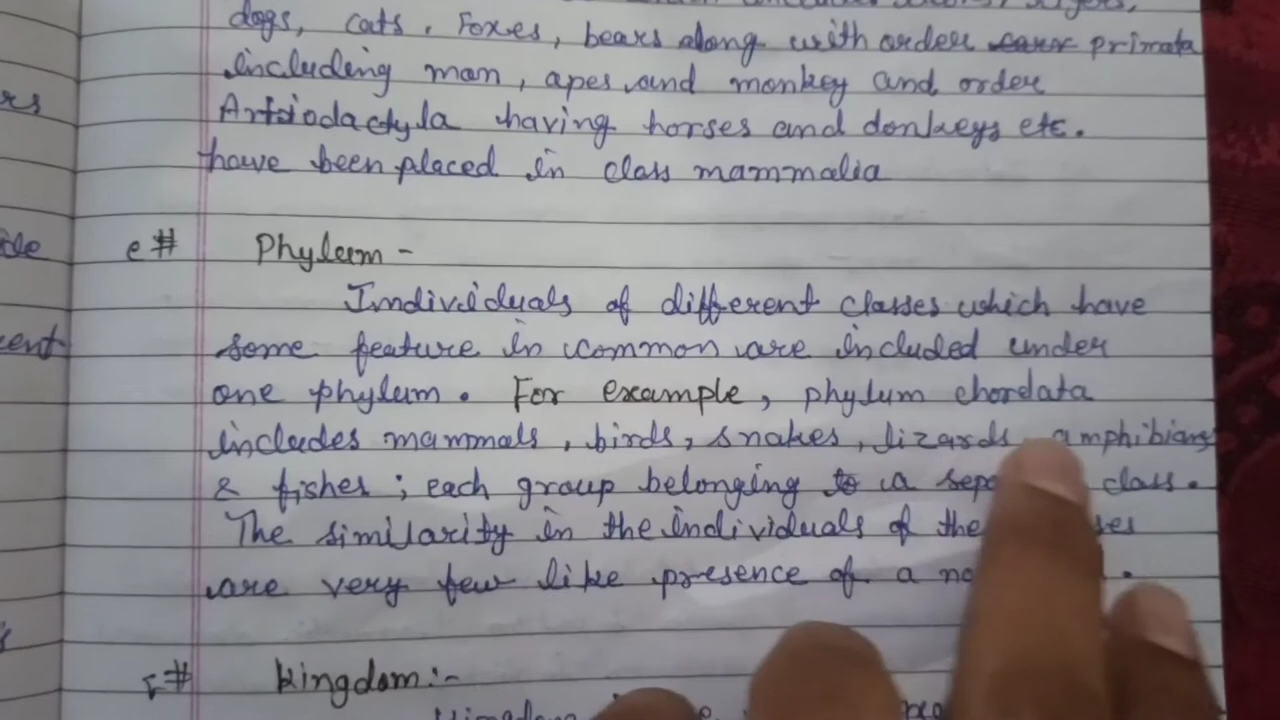 dogs, cats, Foxes, bears along with order primata
including man, apes and monkey and order
Artiodactyla having horses and donkeys etc.
have been placed in class mammalia
e# Phylum -
Individuals of different classes which have
some feature in common are included under
one phylum. For example, phylum chordata
includes mammals, birds, snakes, lizards amphibians
& fishes; each group belonging to a class.
The similarity in the individuals of the
are very few like presence of a
F# kingdom:-